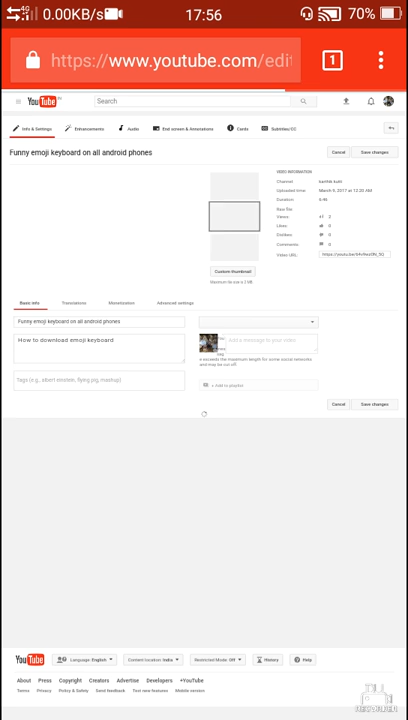 4G 0.00KB/s 17:56 70%
https://www.youtube.com/edit
1
YouTube Search
Info & Settings Enhancements Audio End screen & Annotations Cards Subtitles/CC
Funny emoji keyboard on all android phones Cancel Save changes
VIDEO INFORMATION
Channel
Uploaded time: March 9, 2017 at 12:20 AM
Duration:
Raw file:
Views: 2
Likes: 0
Dislikes: 0
Comments: 0
Video URL:
Custom thumbnail
Maximum file size is 2 MB
Basic info Translations Monetization Advanced settings
Funny emoji keyboard on all android phones
How to download emoji keyboard
Add a message to your video
e exceeds the maximum length for some social networks
and may be cut off.
Tags (e.g., albert einstein, flying pig, mashup)
+ Add to playlist
Cancel Save changes
YouTube Language: English Content location: India Restricted Mode: Off History Help
About Press Copyright Creators Advertise Developers +YouTube
Terms Privacy Policy & Safety Send feedback Test new features Mobile version